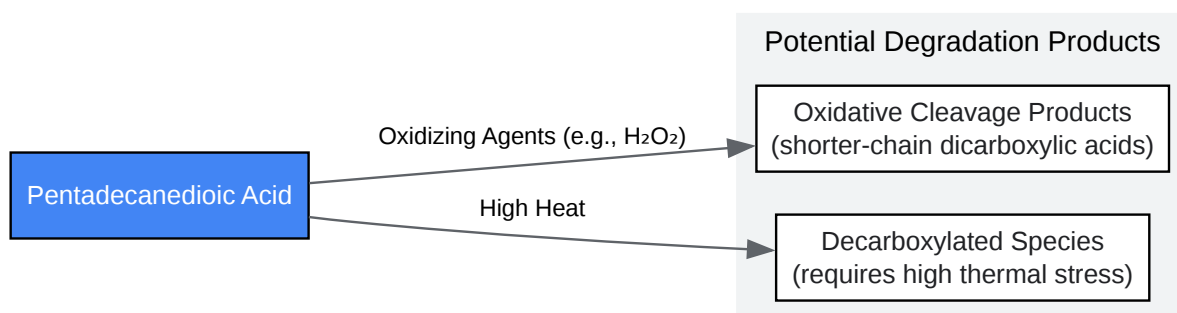 Potential Degradation Products
Oxidative Cleavage Products
(shorter-chain dicarboxylic acids)
Oxidizing Agents (e.g., H₂O₂)
Pentadecanedioic Acid
High Heat
Decarboxylated Species
(requires high thermal stress)